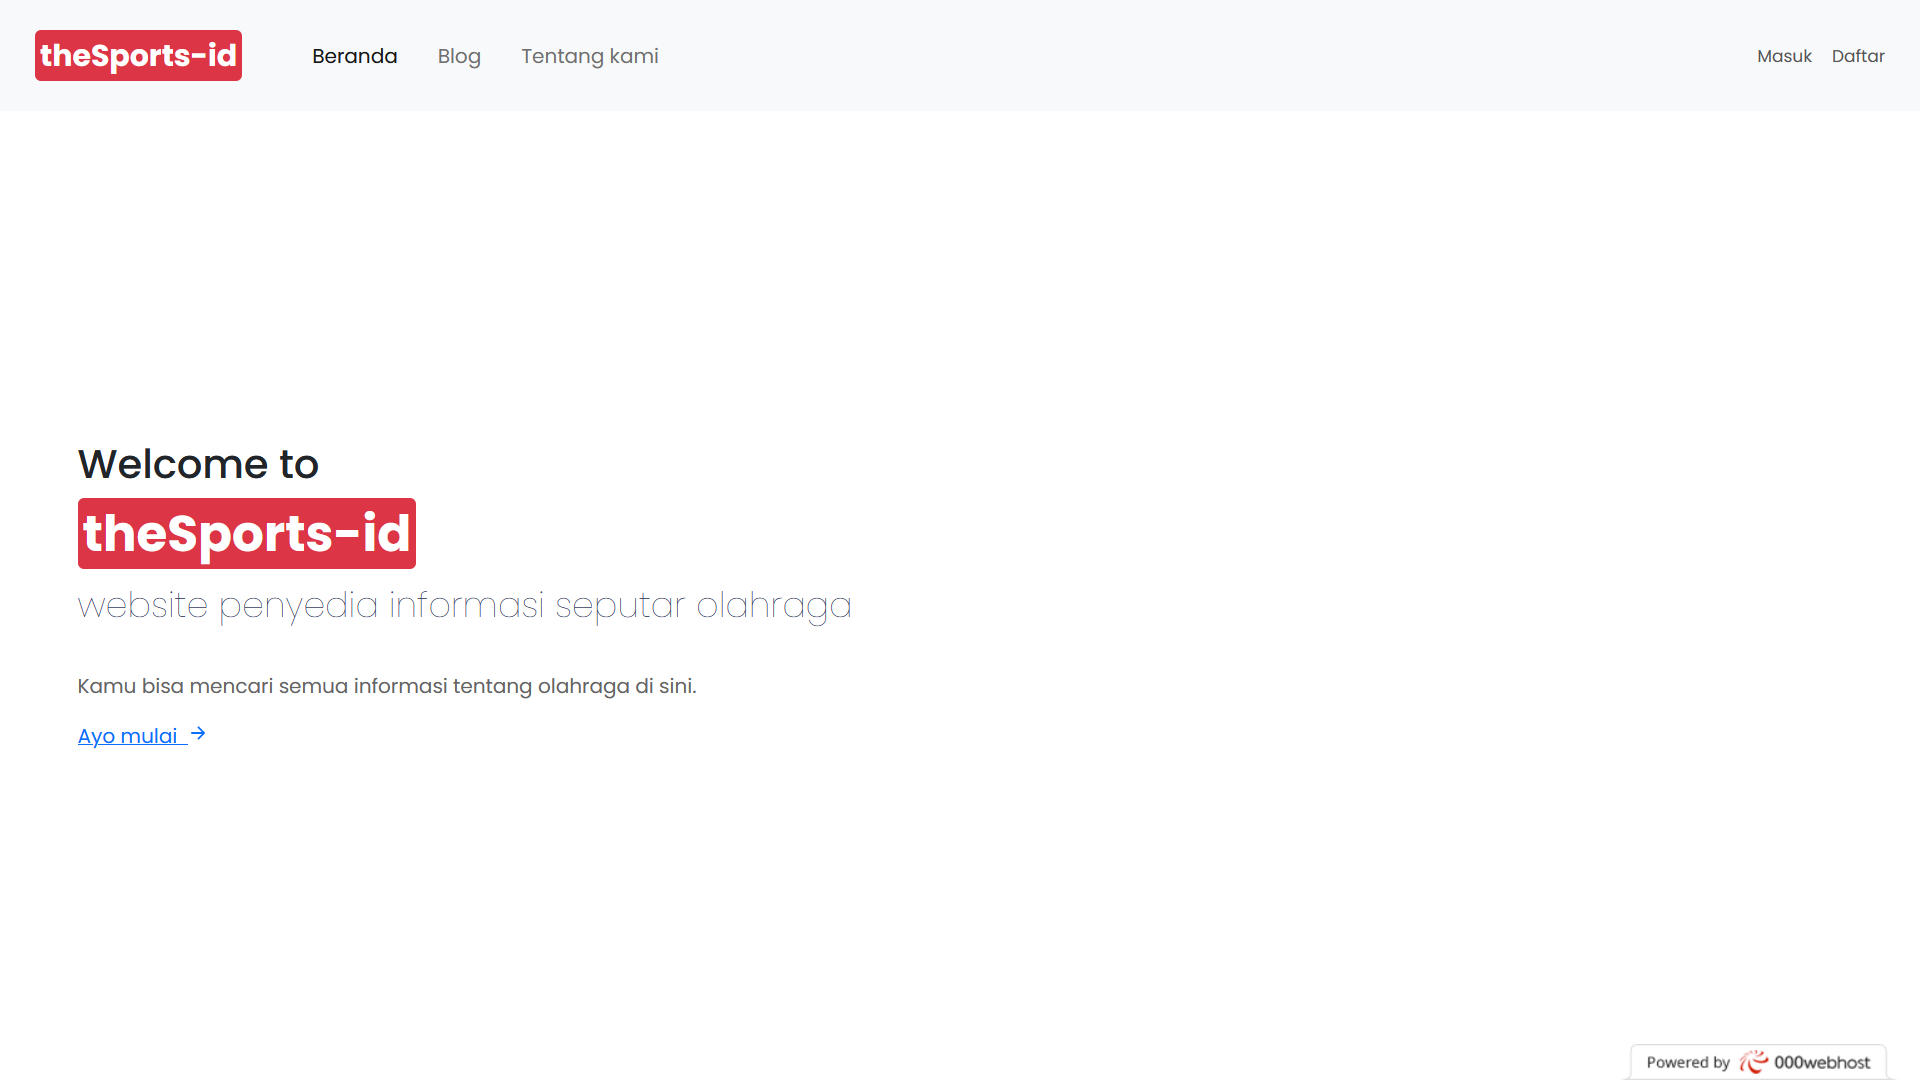 theSports-id
Beranda
Blog
Tentang kami
Masuk
Daftar
Welcome to
theSports-id
website penyedia informasi seputar olahraga
Kamu bisa mencari semua informasi tentang olahraga di sini.
Ayo mulai
Powered by 000webhost